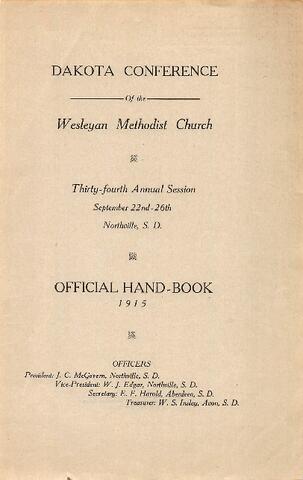 DAKOTA CONFERENCE
Of the
Wesleyan Methodist Church
Thirty-fourth Annual Session
September 22nd-26th
Northville, S. D.
OFFICIAL HAND-BOOK
1915
OFFICERS
President: J. C. McGavern, Northville, S. D.
Vice-President: W. J. Edgar, Northville, S. D.
Secretary: E. F. Harold, Aberdeen, S. D.
Treasurer: W. S. Insley, Avon, S. D.